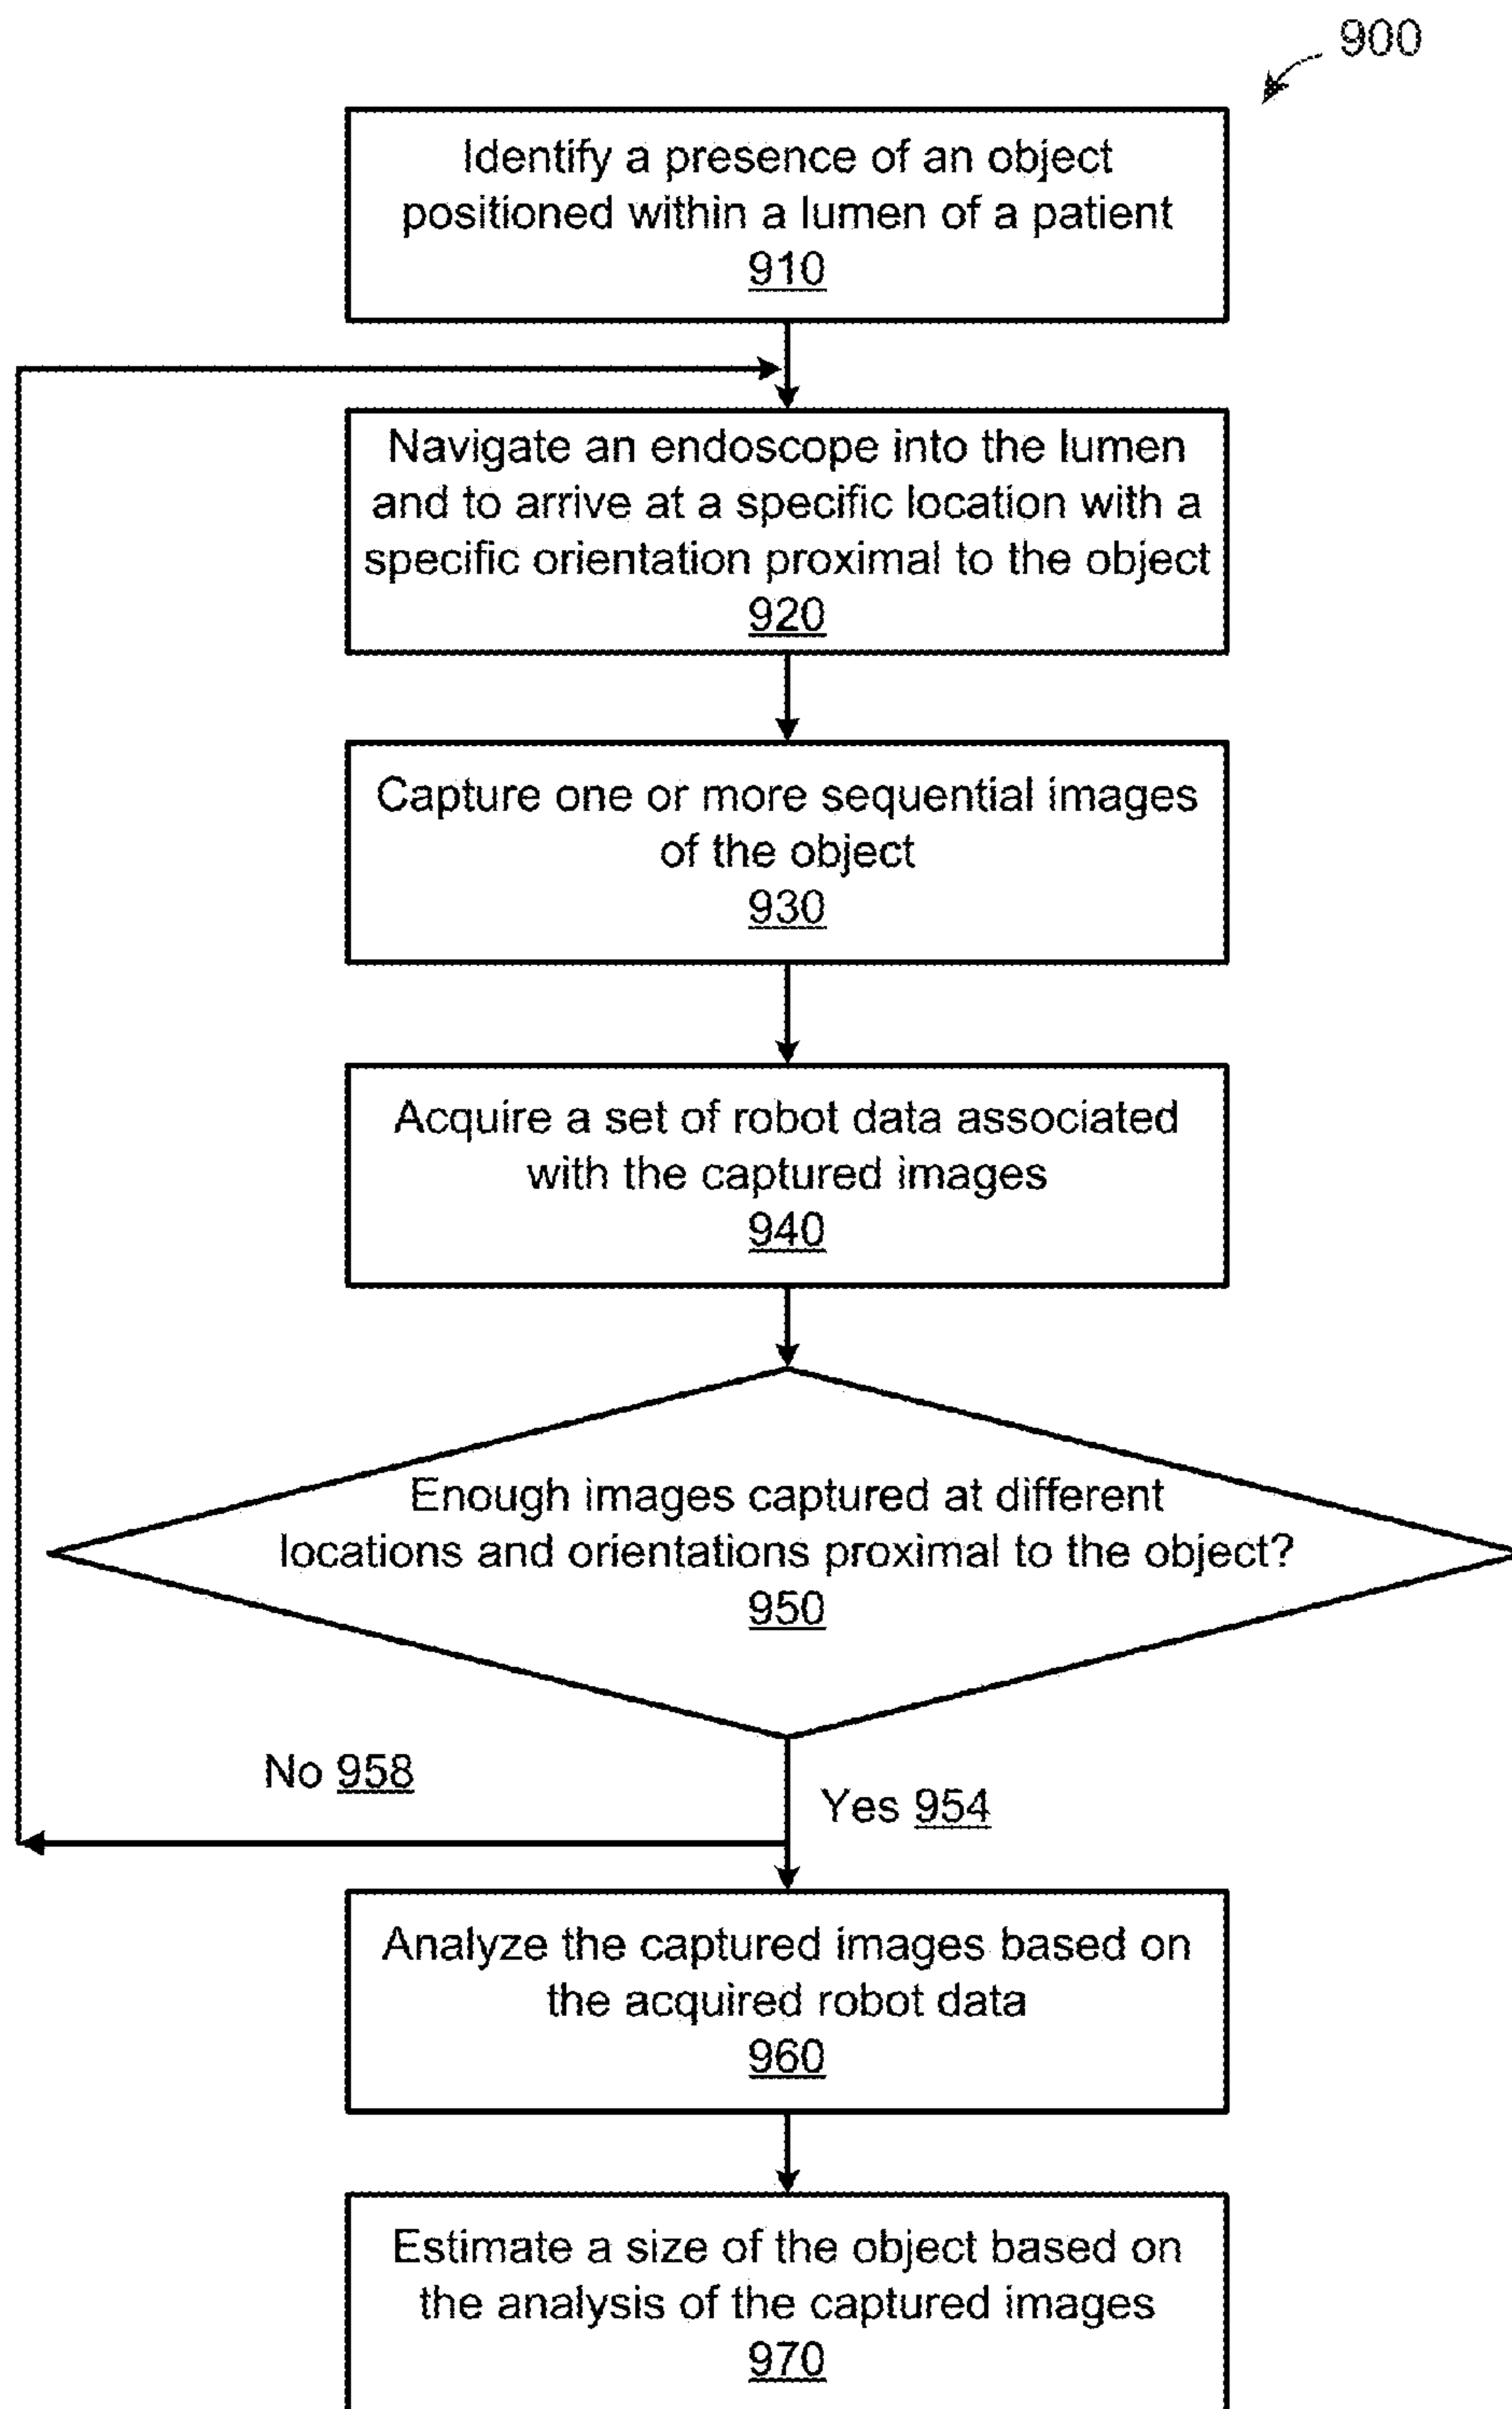 900
Identify a presence of an object
positioned within a lumen of a patient
910
Navigate an endoscope into the lumen
and to arrive at a specific location with a
specific orientation proximal to the object
920
Capture one or more sequential images
of the object
930
Acquire a set of robot data associated
with the captured images
940
Enough images captured at different
locations and orientations proximal to the object?
950
No 958
Yes 954
Analyze the captured images based on
the acquired robot data
960
Estimate a size of the object based on
the analysis of the captured images
970